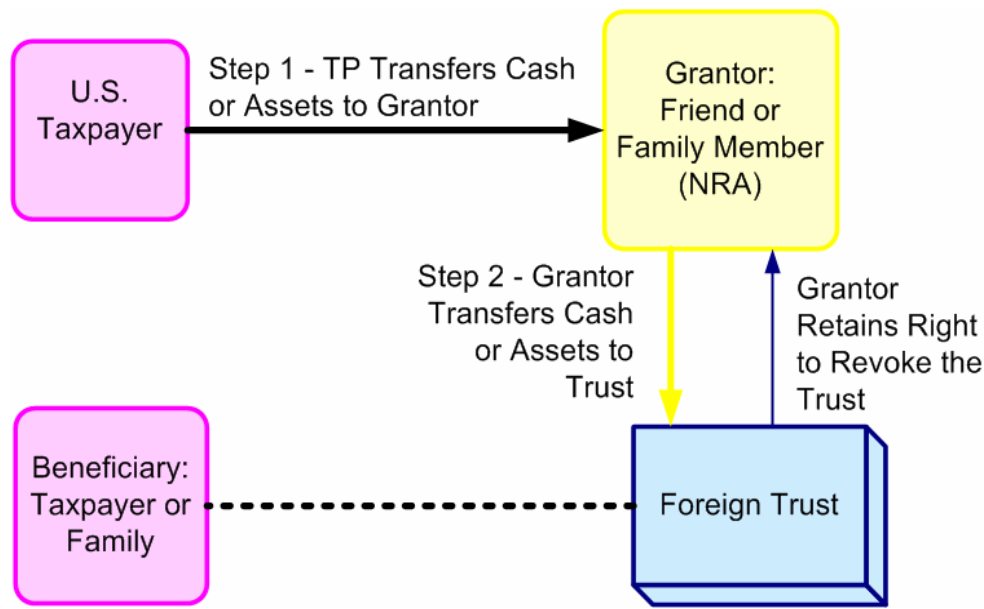 U.S.
Taxpayer
Step 1 - TP Transfers Cash
or Assets to Grantor
Grantor:
Friend or
Family Member
(NRA)
Step 2 - Grantor
Transfers Cash
or Assets to
Trust
Grantor
Retains Right
to Revoke the
Trust
Beneficiary:
Taxpayer or
Family
Foreign Trust